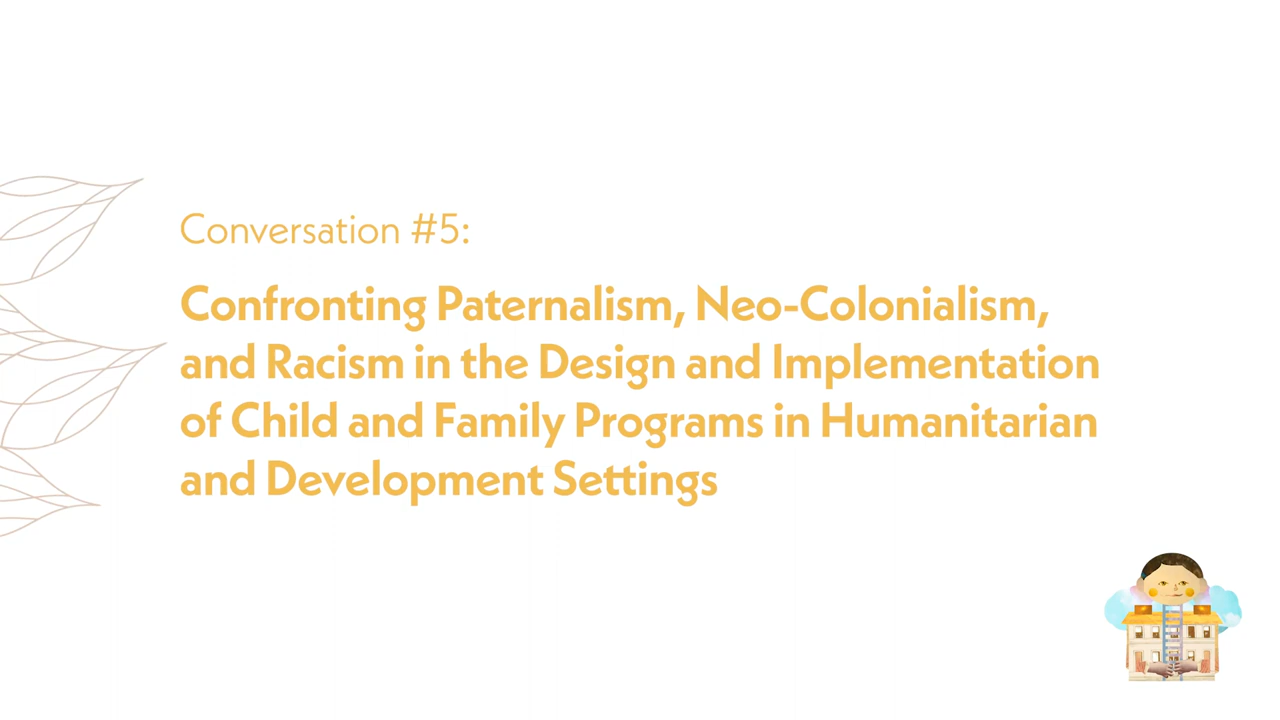 Conversation #5:
Confronting Paternalism, Neo-Colonialism,
and Racism in the Design and Implementation
of Child and Family Programs in Humanitarian
and Development Settings